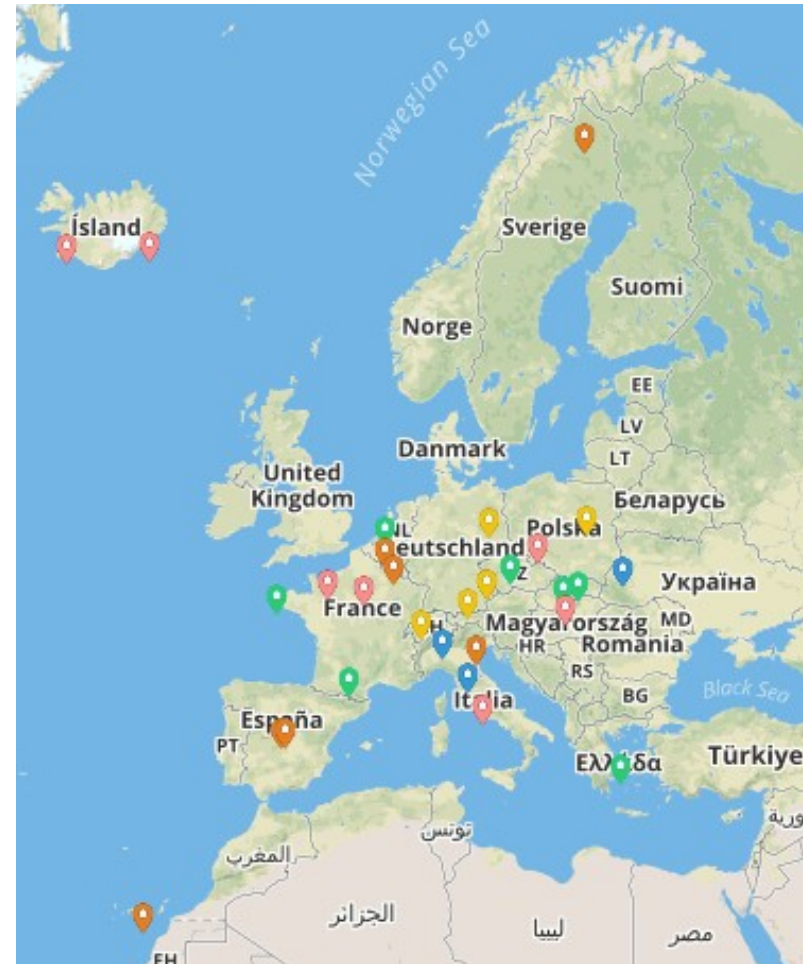 Norwegian Sea
Ísland
Sverige
Suomi
Norge
EE
LV
Danmark
LT
United
Kingdom
Беларусь
NL
Polska
eutschland
Z
Україна
France
H
Magyarország
MD
HR
Romania
RS
Italia
BG
Black Sea
España
PT
Ελλάδα
Türkiye
تونس
سورية
المغرب
الجزائر
ليبيا
مصر
EH